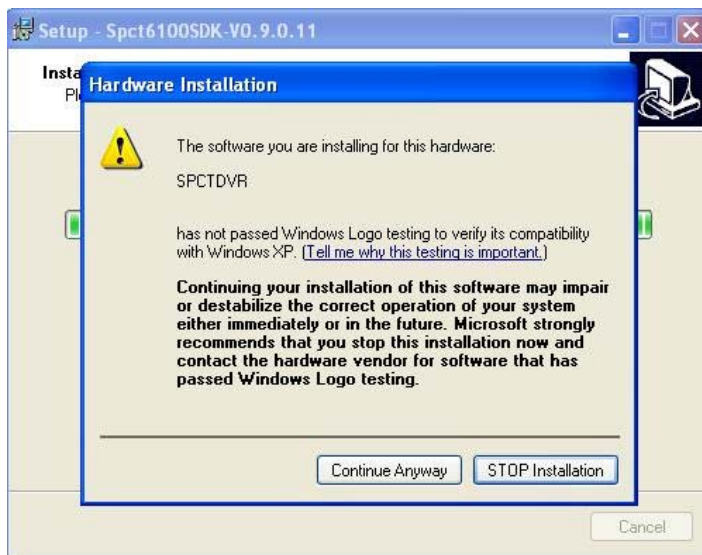 Setup - Spct6100SDK-V0.9.0.11
Hardware Installation
The software you are installing for this hardware:
SPCTDVR
has not passed Windows Logo testing to verify its compatibility
with Windows XP. (Tell me why this testing is important.)
Continuing your installation of this software may impair
or destabilize the correct operation of your system
either immediately or in the future. Microsoft strongly
recommends that you stop this installation now and
contact the hardware vendor for software that has
passed Windows Logo testing.
Continue Anyway
STOP Installation
Cancel